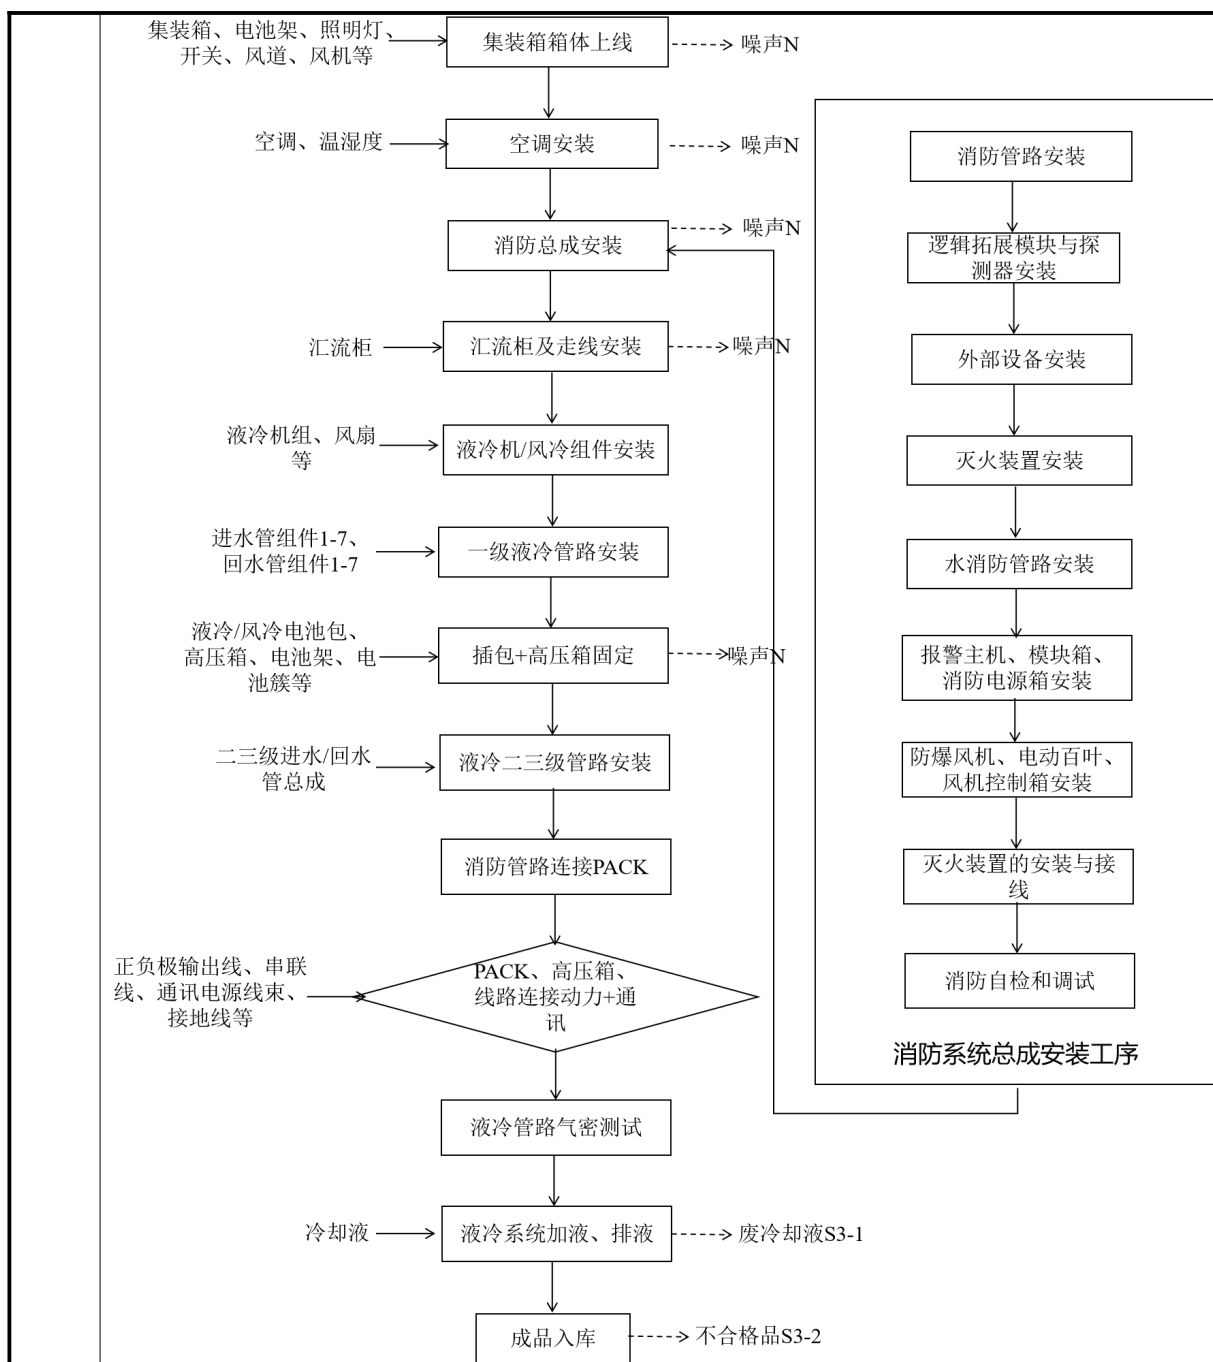 集装箱、电池架、照明灯、
开关、风道、风机等
集装箱箱体上线
噪声N
空调、温湿度
空调安装
噪声N
消防总成安装
噪声N
汇流柜
汇流柜及走线安装
噪声N
液冷机组、风扇
等
液冷机/风冷组件安装
进水管组件1-7、
回水管组件1-7
一级液冷管路安装
液冷/风冷电池包、
高压箱、电池架、电
池簇等
插包+高压箱固定
噪声N
二三级进水/回水
管总成
液冷二三级管路安装
消防管路连接PACK
正负极输出线、串联
线、通讯电源线束、
接地线等
PACK、高压箱、
线路连接动力+通
讯
液冷管路气密测试
冷却液
液冷系统加液、排液
废冷却液S3-1
成品入库
不合格品S3-2
消防管路安装
逻辑拓展模块与探
测器安装
外部设备安装
灭火装置安装
水消防管路安装
报警主机、模块箱、
消防电源箱安装
防爆风机、电动百叶、
风机控制箱安装
灭火装置的安装与接
线
消防自检和调试
消防系统总成安装工序